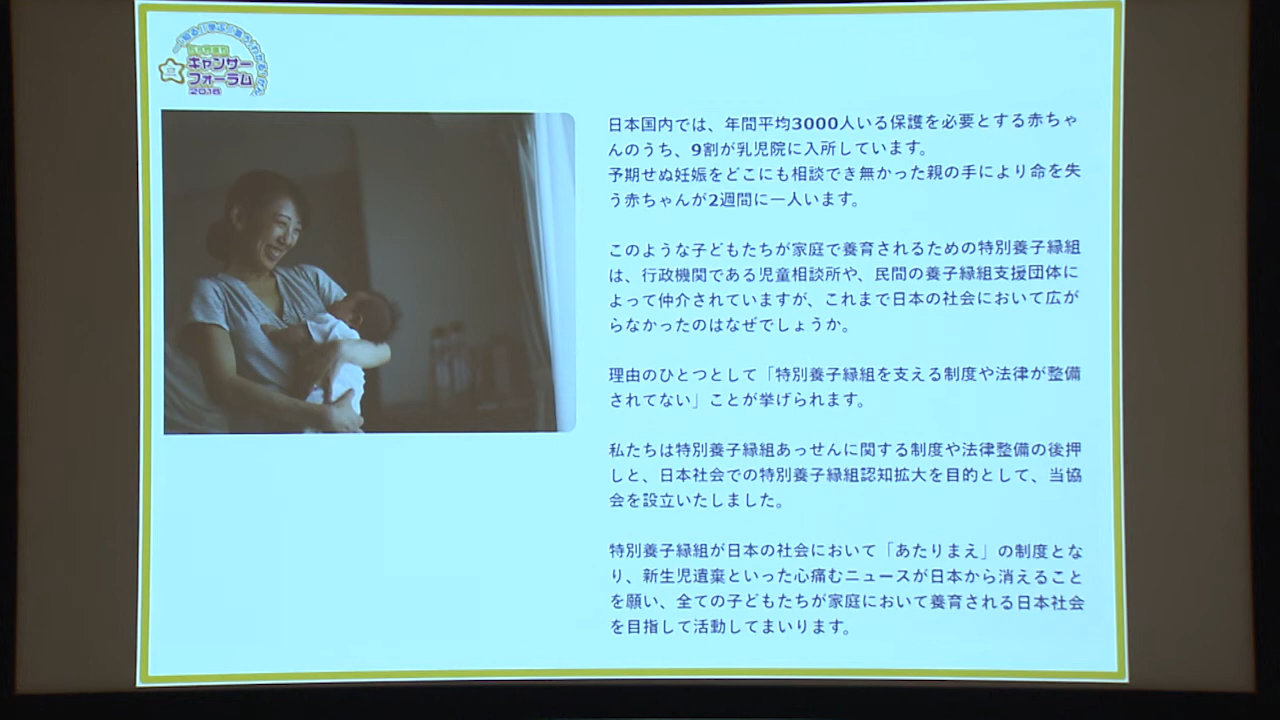 キャンサー
フォーラム
2016
日本国内では、年間平均3000人いる保護を必要とする赤ちゃ
んのうち、9割が乳児院に入所しています。
予期せぬ妊娠をどこにも相談でき無かった親の手により命を失
う赤ちゃんが2週間に一人います。
このような子どもたちが家庭で養育されるための特別養子縁組
は、行政機関である児童相談所や、民間の養子縁組支援団体に
よって仲介されていますが、これまで日本の社会において広が
らなかったのはなぜでしょうか。
理由のひとつとして「特別養子縁組を支える制度や法律が整備
されてない」ことが挙げられます。
私たちは特別養子縁組あっせんに関する制度や法律整備の後押
しと、日本社会での特別養子縁組認知拡大を目的として、当協
会を設立いたしました。
特別養子縁組が日本の社会において「あたりまえ」の制度とな
り、新生児遺棄といった心痛むニュースが日本から消えること
を願い、全ての子どもたちが家庭において養育される日本社会
を目指して活動してまいります。